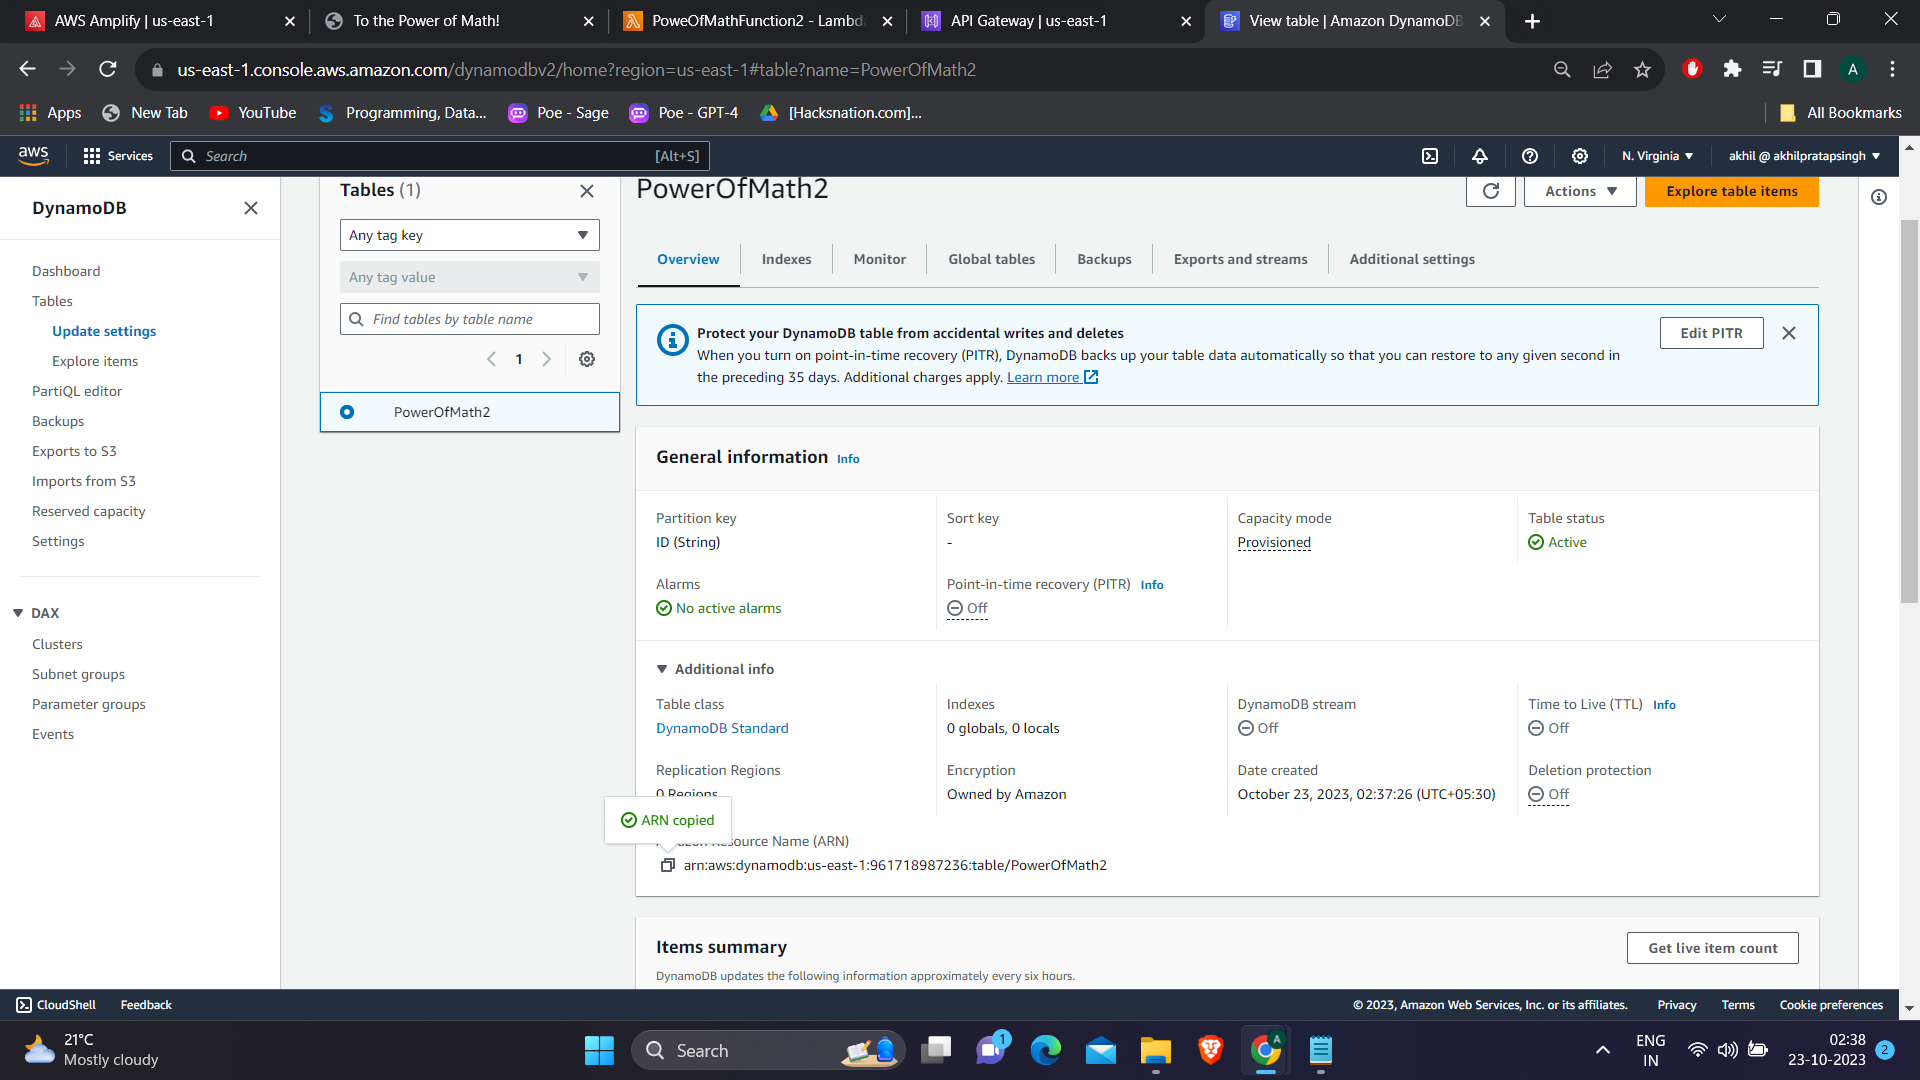 AWS Amplify | us-east-1
To the Power of Math!
PoweOfMathFunction2 - Lambd
API Gateway | us-east-1
View table | Amazon DynamoDB
us-east-1.console.aws.amazon.com/dynamodbv2/home?region=us-east-1#table?name=PowerOfMath2
A
Apps
New Tab
YouTube
Programming, Data...
Poe - Sage
Poe - GPT-4
[Hacksnation.com]...
All Bookmarks
aws
Services
Search
[Alt+S]
N. Virginia
akhil @ akhilpratapsingh
DynamoDB
Dashboard
Tables
Update settings
Explore items
PartiQL editor
Backups
Exports to S3
Imports from S3
Reserved capacity
Settings
DAX
Clusters
Subnet groups
Parameter groups
Events
Tables (1)
Any tag key
Any tag value
Find tables by table name
1
PowerOfMath2
PowerOfMath2
Actions
Explore table items
Overview
Indexes
Monitor
Global tables
Backups
Exports and streams
Additional settings
Protect your DynamoDB table from accidental writes and deletes
When you turn on point-in-time recovery (PITR), DynamoDB backs up your table data automatically so that you can restore to any given second in
the preceding 35 days. Additional charges apply. Learn more
Edit PITR
General information Info
Partition key
ID (String)
Sort key
-
Capacity mode
Provisioned
Table status
Active
Alarms
No active alarms
Point-in-time recovery (PITR) Info
Off
Additional info
Table class
DynamoDB Standard
Indexes
0 globals, 0 locals
DynamoDB stream
Off
Time to Live (TTL) Info
Off
Replication Regions
0 Regions
Encryption
Owned by Amazon
Date created
October 23, 2023, 02:37:26 (UTC+05:30)
Deletion protection
Off
ARN copied
Resource Name (ARN)
arn:aws:dynamodb:us-east-1:961718987236:table/PowerOfMath2
Items summary
Get live item count
DynamoDB updates the following information approximately every six hours.
CloudShell
Feedback
© 2023, Amazon Web Services, Inc. or its affiliates.
Privacy
Terms
Cookie preferences
21°C
Mostly cloudy
Search
1
A
ENG
IN
02:38
23-10-2023
2